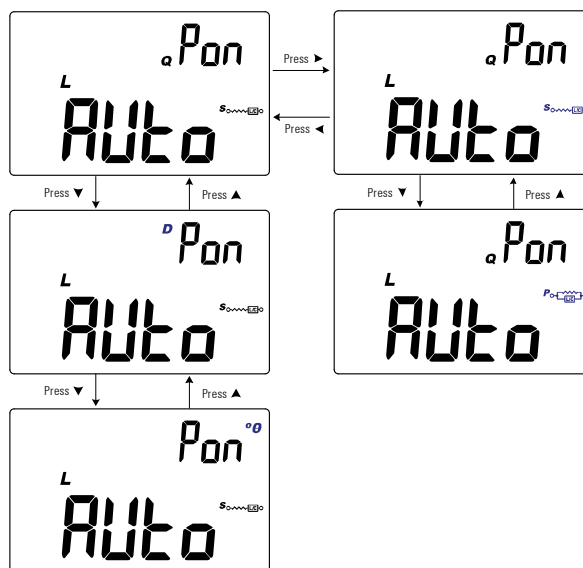 Q Pon
L
S L/C
Auto
Press ►
Press ◄
Q Pon
L
S L/C
Auto
Press ▼
Press ▲
Press ▼
Press ▲
D Pon
L
S L/C
Auto
Q Pon
L
P L/C
Auto
Press ▼
Press ▲
Pon °θ
L
S L/C
Auto